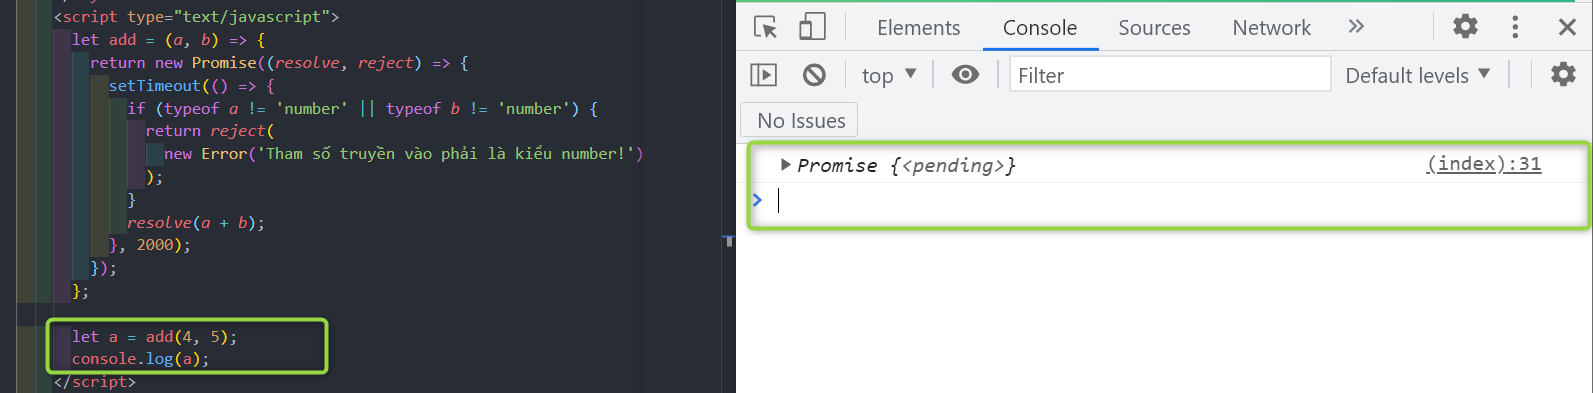 <script type="text/javascript">
let add = (a, b) => {
return new Promise((resolve, reject) => {
setTimeout(() => {
if (typeof a != 'number' || typeof b != 'number') {
return reject(
new Error('Tham số truyền vào phải là kiểu number!')
);
}
resolve(a + b);
}, 2000);
});
};
let a = add(4, 5);
console.log(a);
</script>
Elements Console Sources Network
top Filter Default levels
No Issues
Promise {<pending>} (index):31